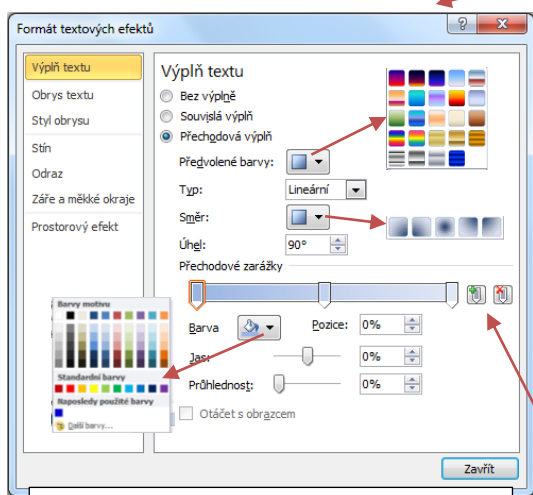 Formát textových efektů
Výplň textu
Obrys textu
Styl obrysu
Stín
Odraz
Záře a měkké okraje
Prostorový efekt
Výplň textu
Bez výplně
Souvislá výplň
Přechodová výplň
Předvolené barvy:
Typ: Lineární
Směr:
Úhel: 90°
Přechodové zarážky
Barva Pozice: 0%
Jas: 0%
Průhlednost: 0%
Otáčet s obrazcem
Barvy motivu
Standardní barvy
Naposledy použité barvy
Další barvy...
Zavřít